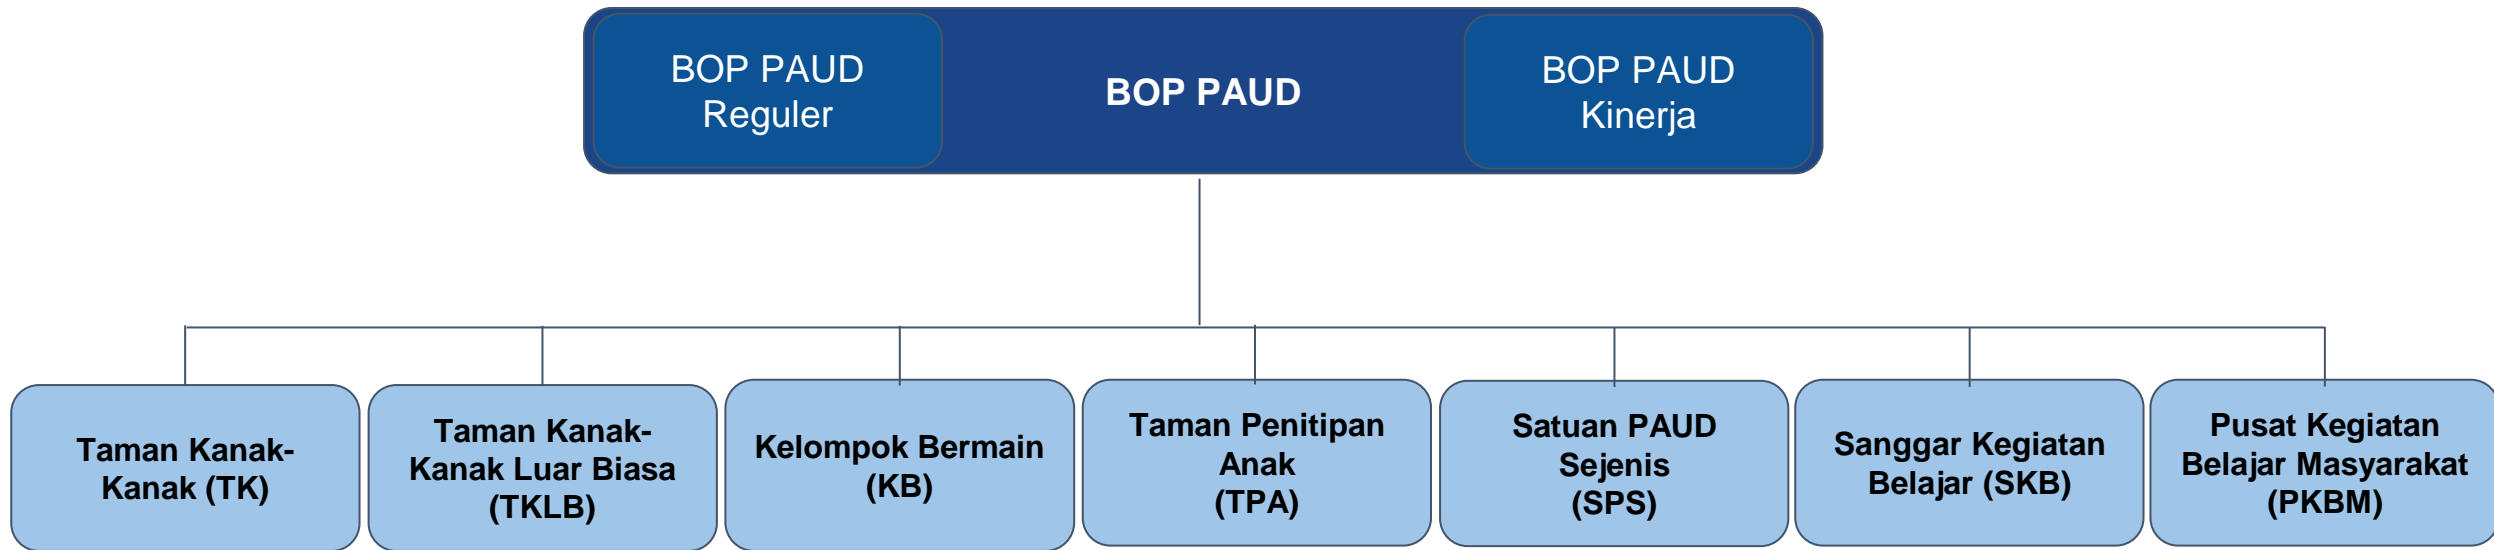 BOP PAUD
Reguler
BOP PAUD
BOP PAUD
Kinerja
Taman Kanak-
Kanak (TK)
Taman Kanak-
Kanak Luar Biasa
(TKLB)
Kelompok Bermain
(KB)
Taman Penitipan
Anak
(TPA)
Satuan PAUD
Sejenis
(SPS)
Sanggar Kegiatan
Belajar (SKB)
Pusat Kegiatan
Belajar Masyarakat
(PKBM)